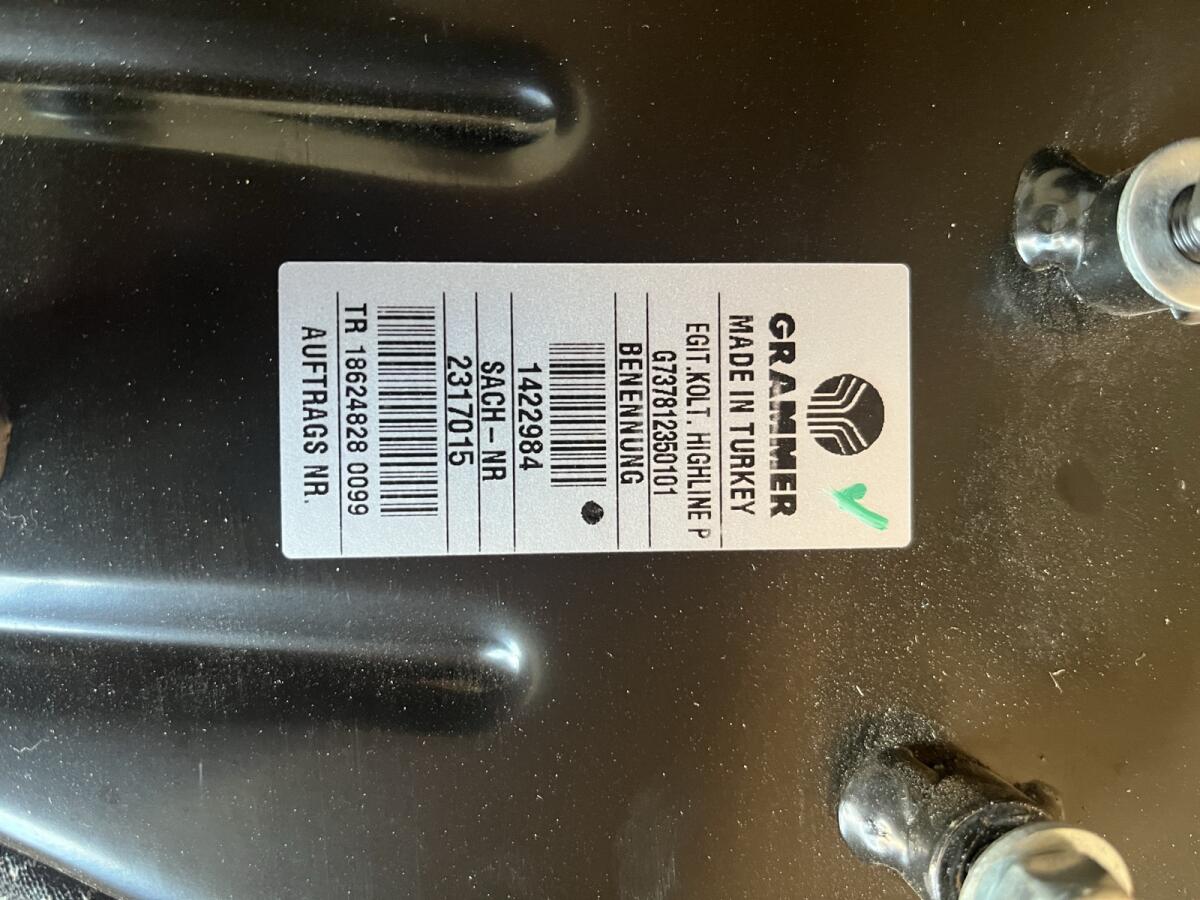 GRAMMER
MADE IN TURKEY
EGIT.KOLT. HIGHLINE P
G737812350101
BENENNUNG
1422984
SACH-NR
2317015
TR 18624828 0099
AUFTRAGS NR.